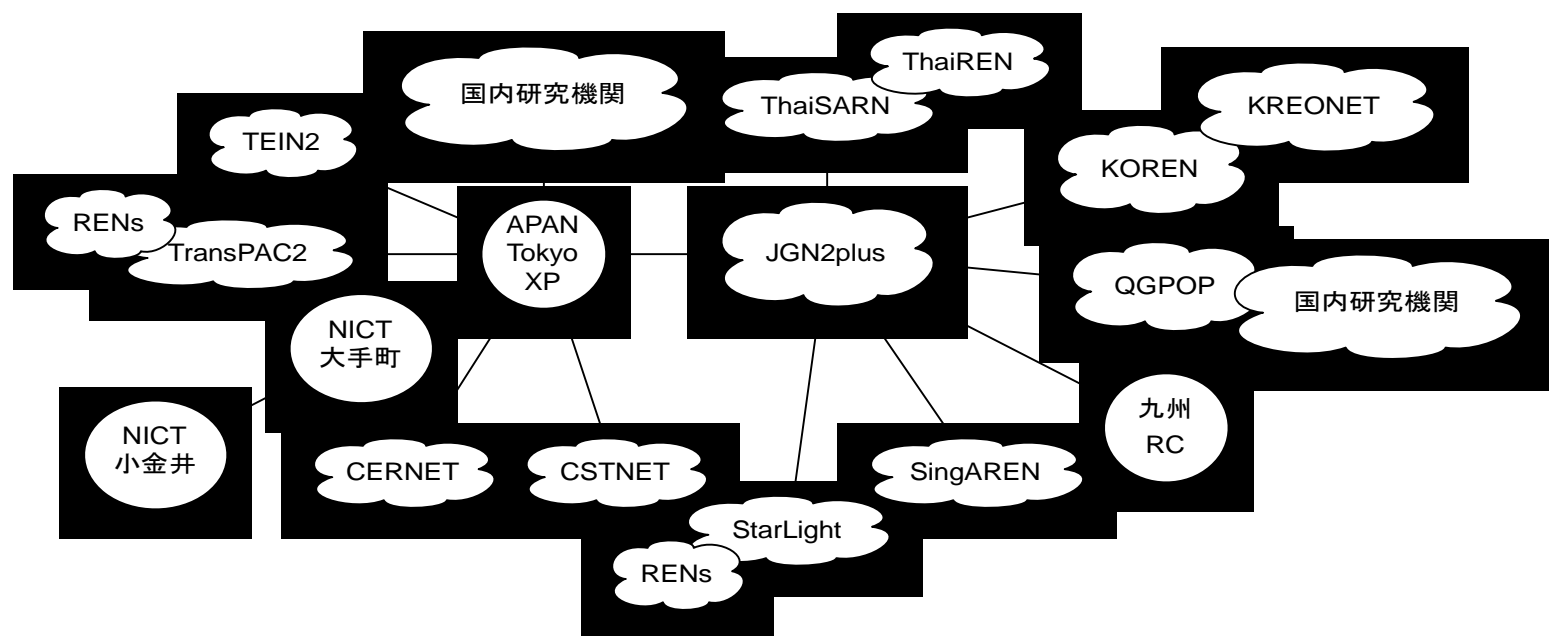 国内研究機関
ThaiREN
ThaiSARN
KREONET
TEIN2
KOREN
RENs
TransPAC2
APAN
Tokyo
XP
JGN2plus
QGPOP
国内研究機関
NICT
大手町
NICT
小金井
九州
RC
CERNET
CSTNET
SingAREN
StarLight
RENs